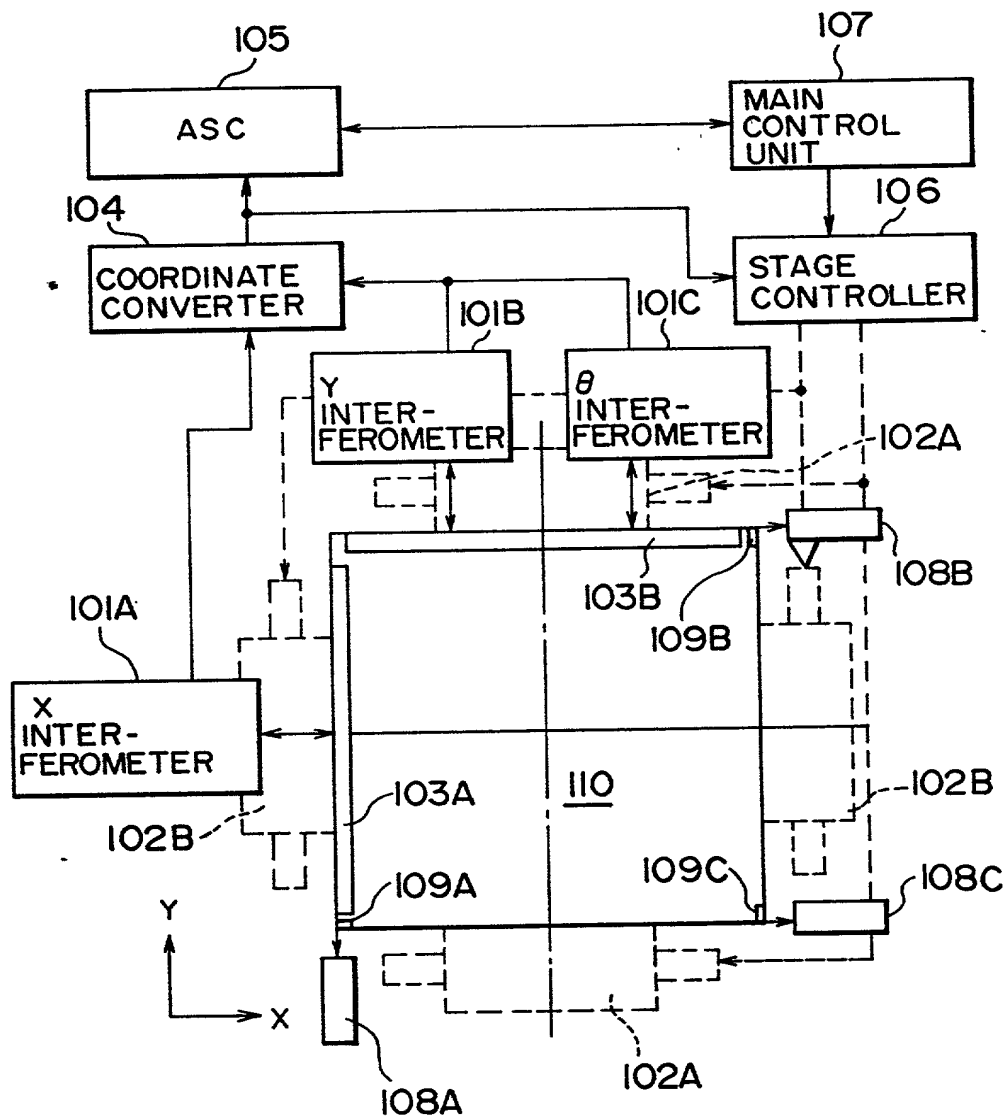 105
107
ASC
MAIN
CONTROL
UNIT
104
106
COORDINATE
CONVERTER
STAGE
CONTROLLER
101B
101C
Y
INTER-
FEROMETER
θ
INTER-
FEROMETER
102A
108B
103B
109B
101A
X
INTER-
FEROMETER
103A
110
102B
102B
109A
109C
108C
Y
X
108A
102A